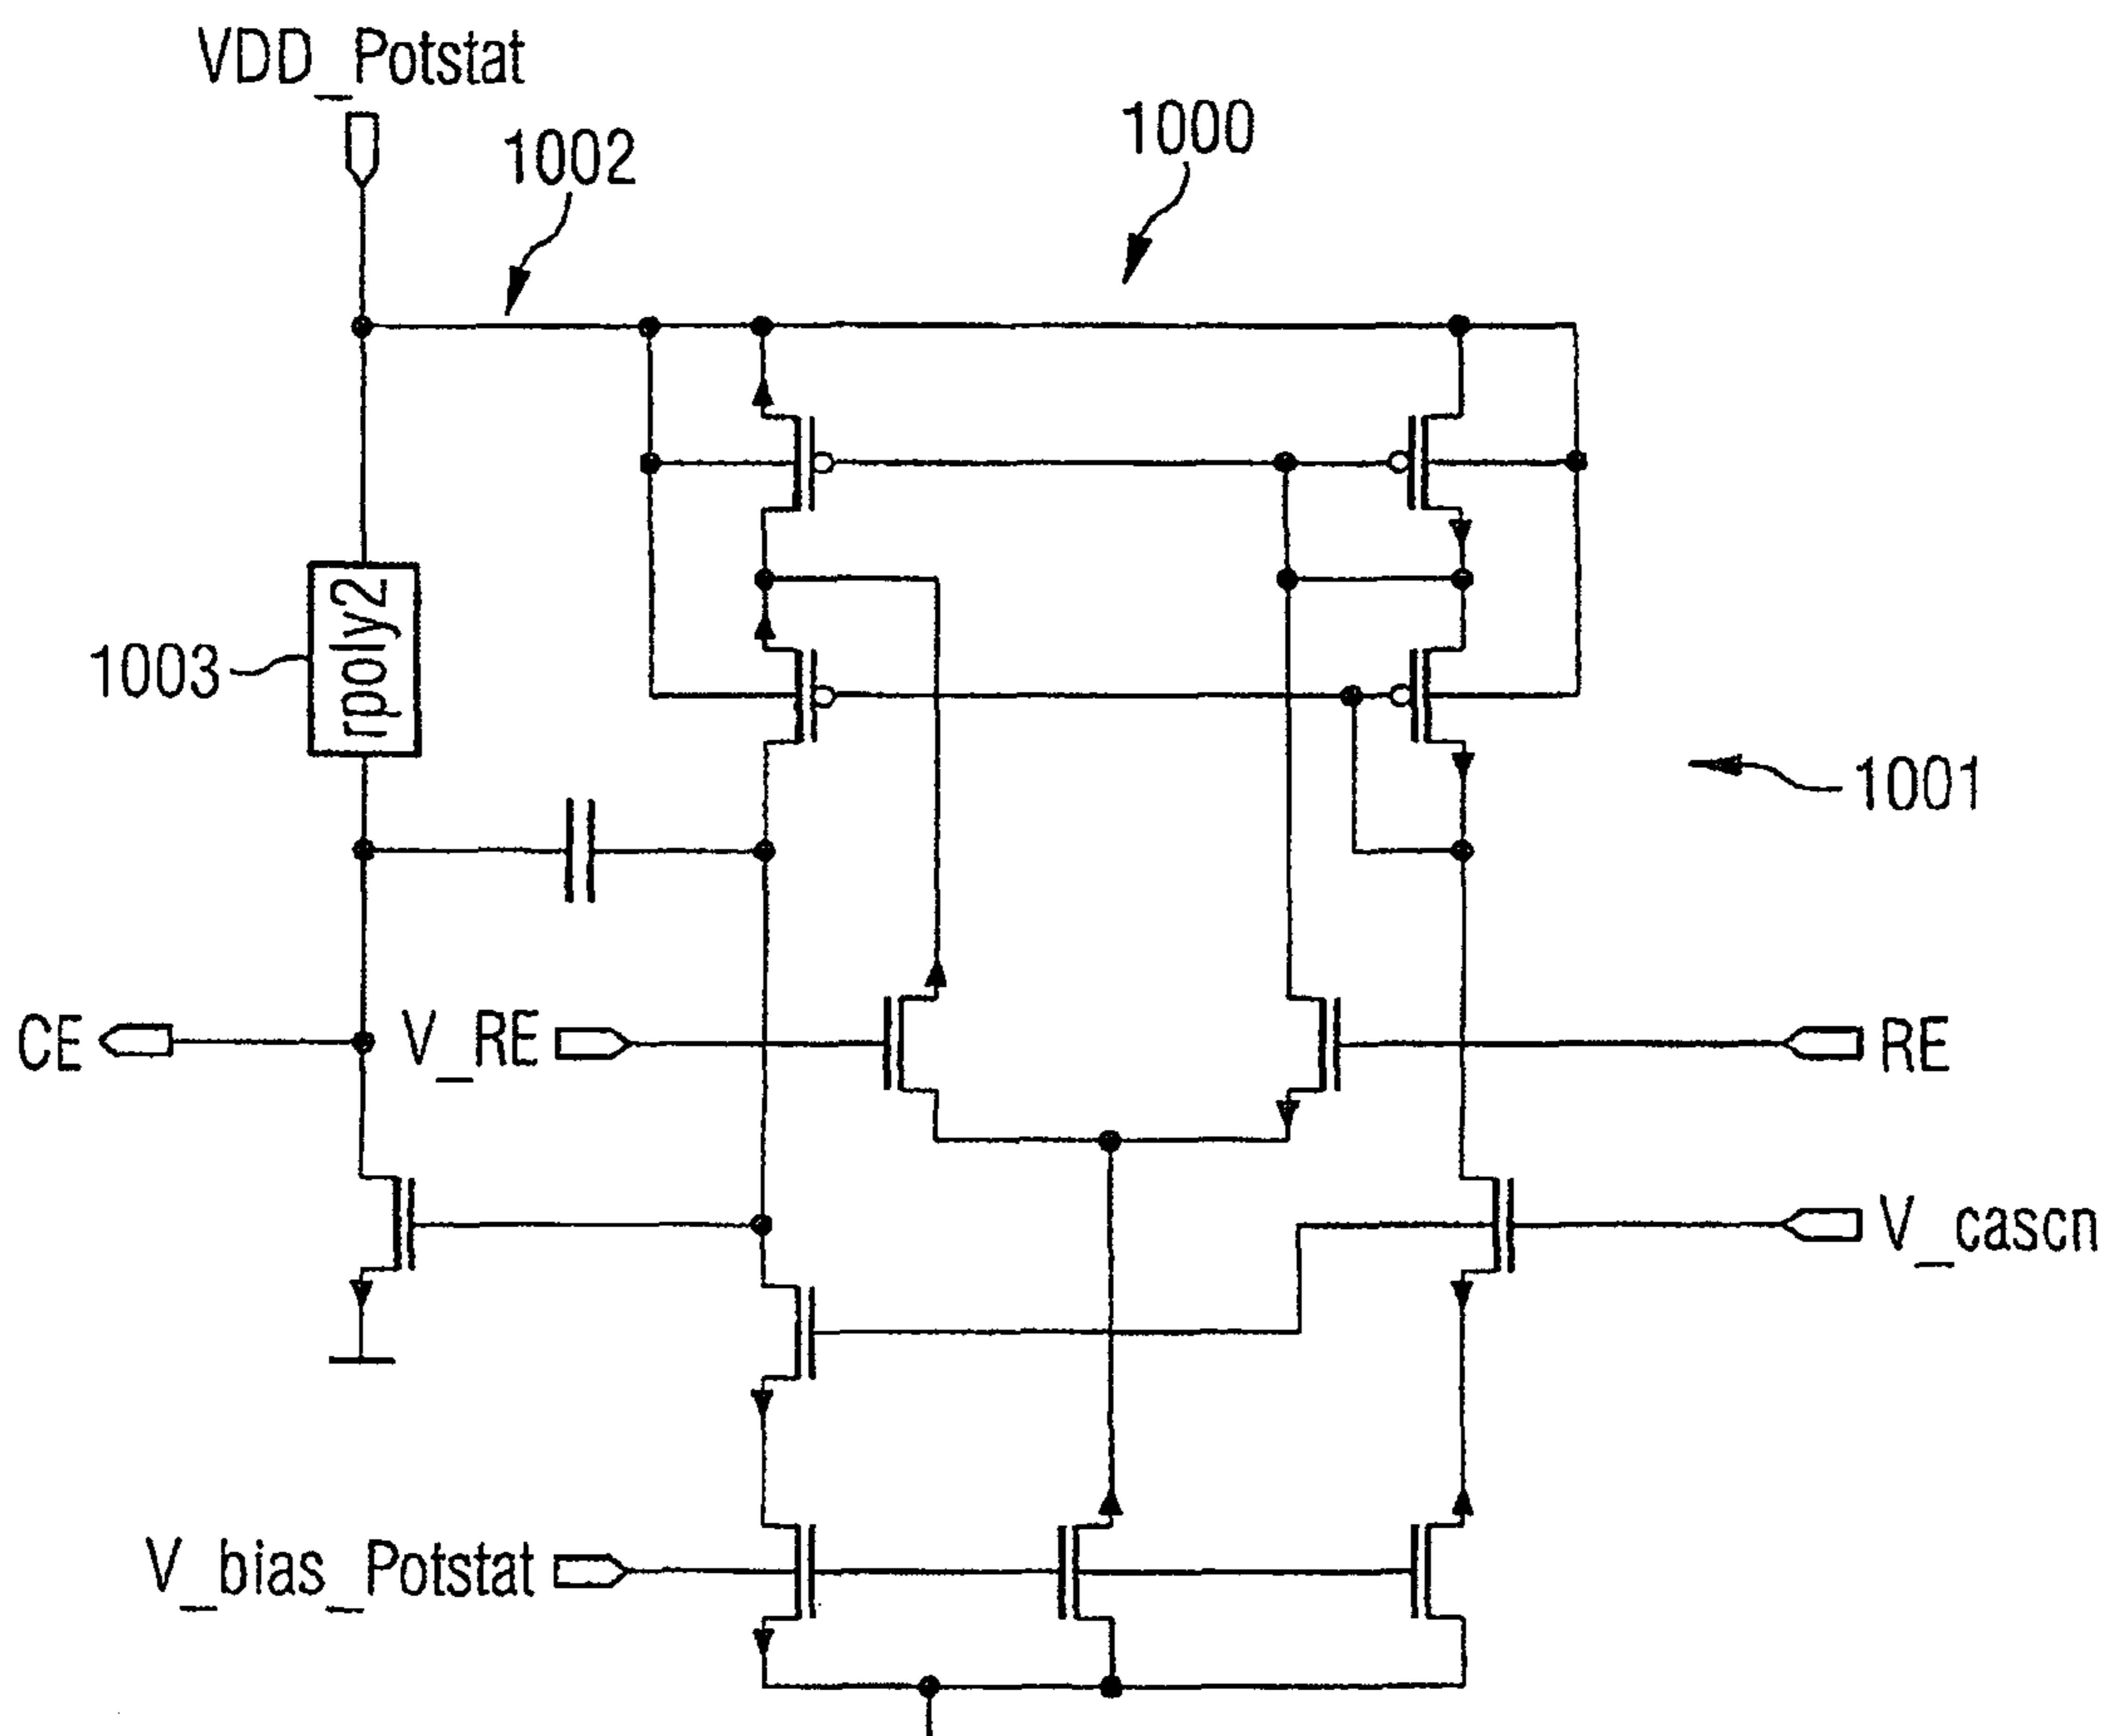 VDD_Potstat
1002
1000
1003
rpoly2
1001
CE
V_RE
RE
V_cascn
V_bias_Potstat